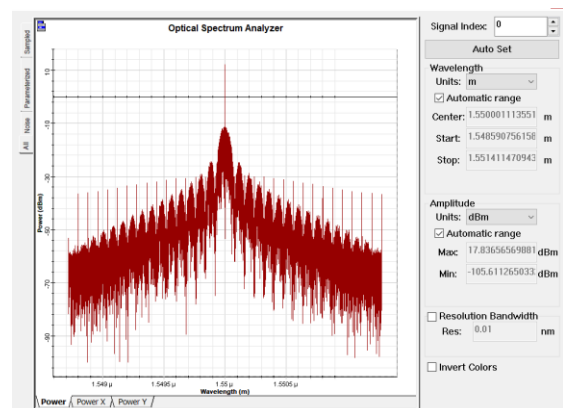 Optical Spectrum Analyzer
Sampled
Parameterized
Noise
All
Power (dBm)
10
-10
-30
-50
-70
-90
1.549 µ
1.5495 µ
1.55 µ
1.5505 µ
Wavelength (m)
Power
Power X
Power Y
Signal Index: 0
Auto Set
Wavelength
Units: m
Automatic range
Center: 1.550001113551 m
Start: 1.548590756158 m
Stop: 1.551411470943 m
Amplitude
Units: dBm
Automatic range
Max: 17.83656569881 dBm
Min: -105.611265033 dBm
Resolution Bandwidth
Res: 0.01 nm
Invert Colors